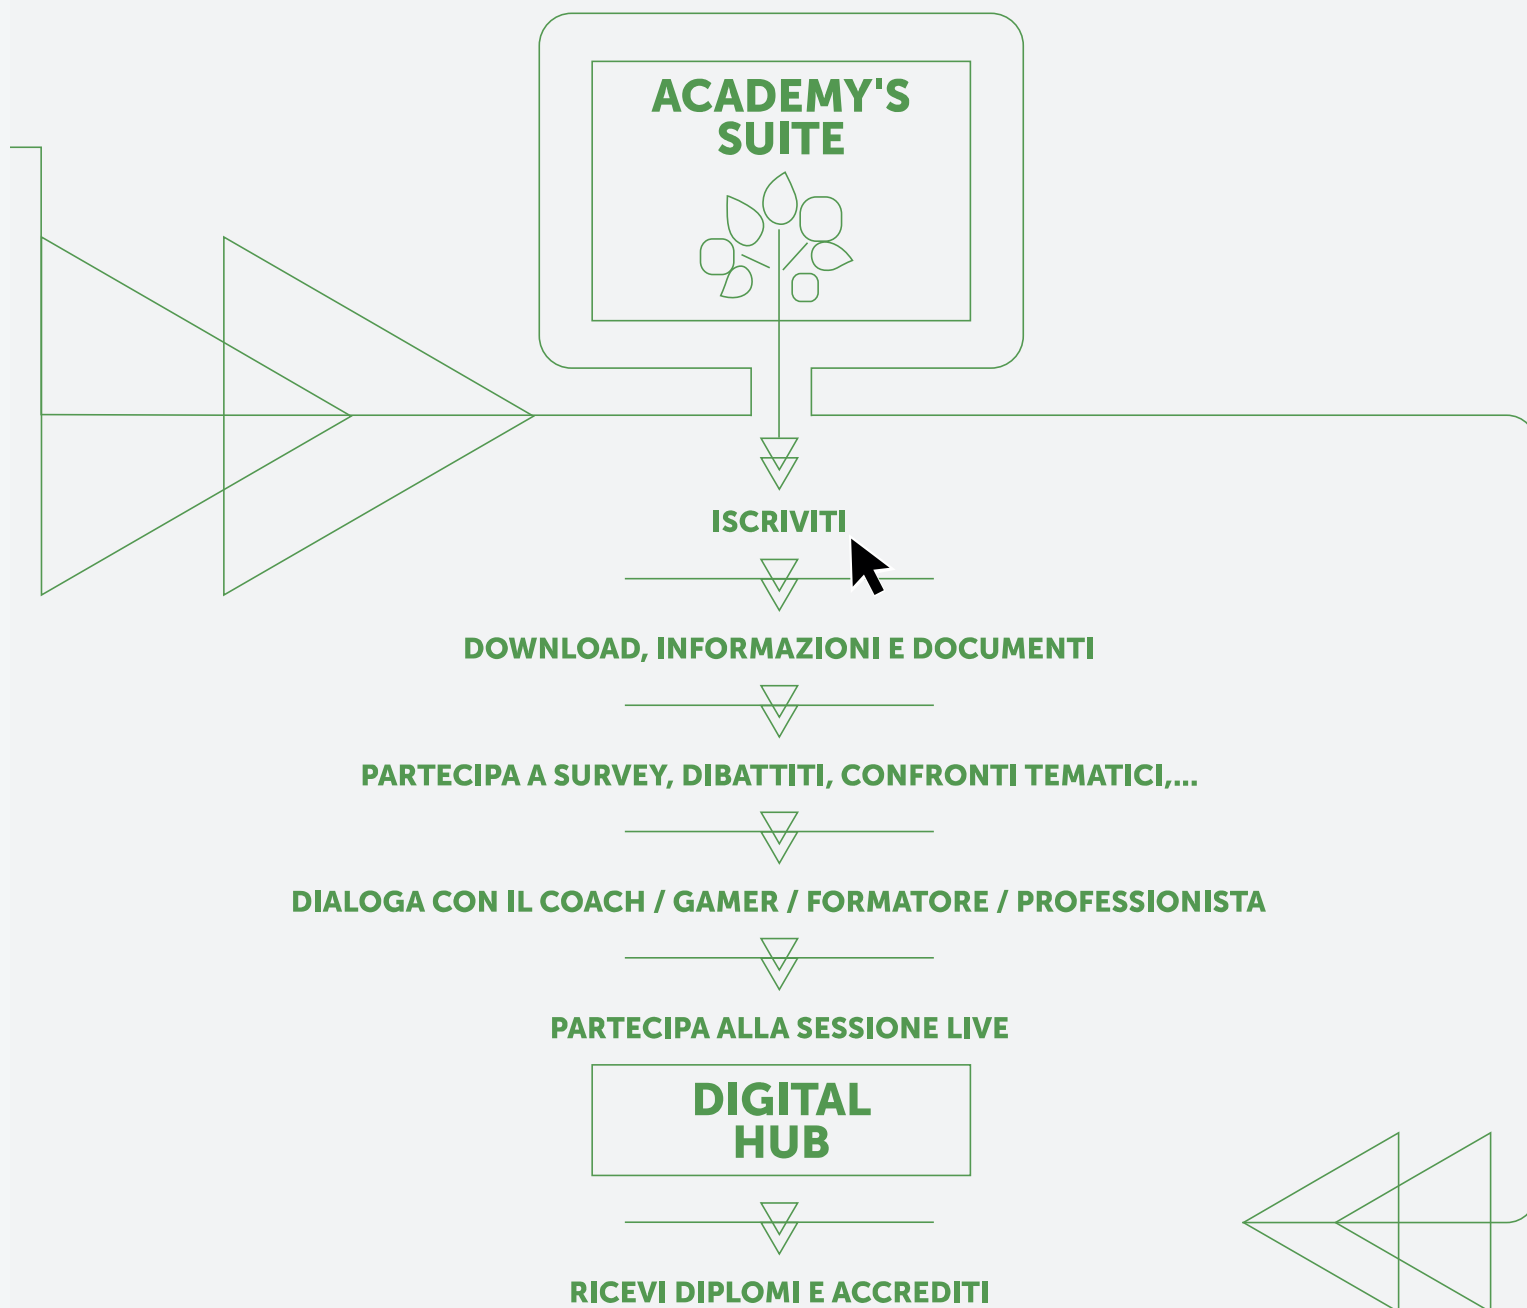 ACADEMY'S
SUITE
ISCRIVITI
DOWNLOAD, INFORMAZIONI E DOCUMENTI
PARTECIPA A SURVEY, DIBATTITI, CONFRONTI TEMATICI,...
DIALOGA CON IL COACH / GAMER / FORMATORE / PROFESSIONISTA
PARTECIPA ALLA SESSIONE LIVE
DIGITAL
HUB
RICEVI DIPLOMI E ACCREDITI